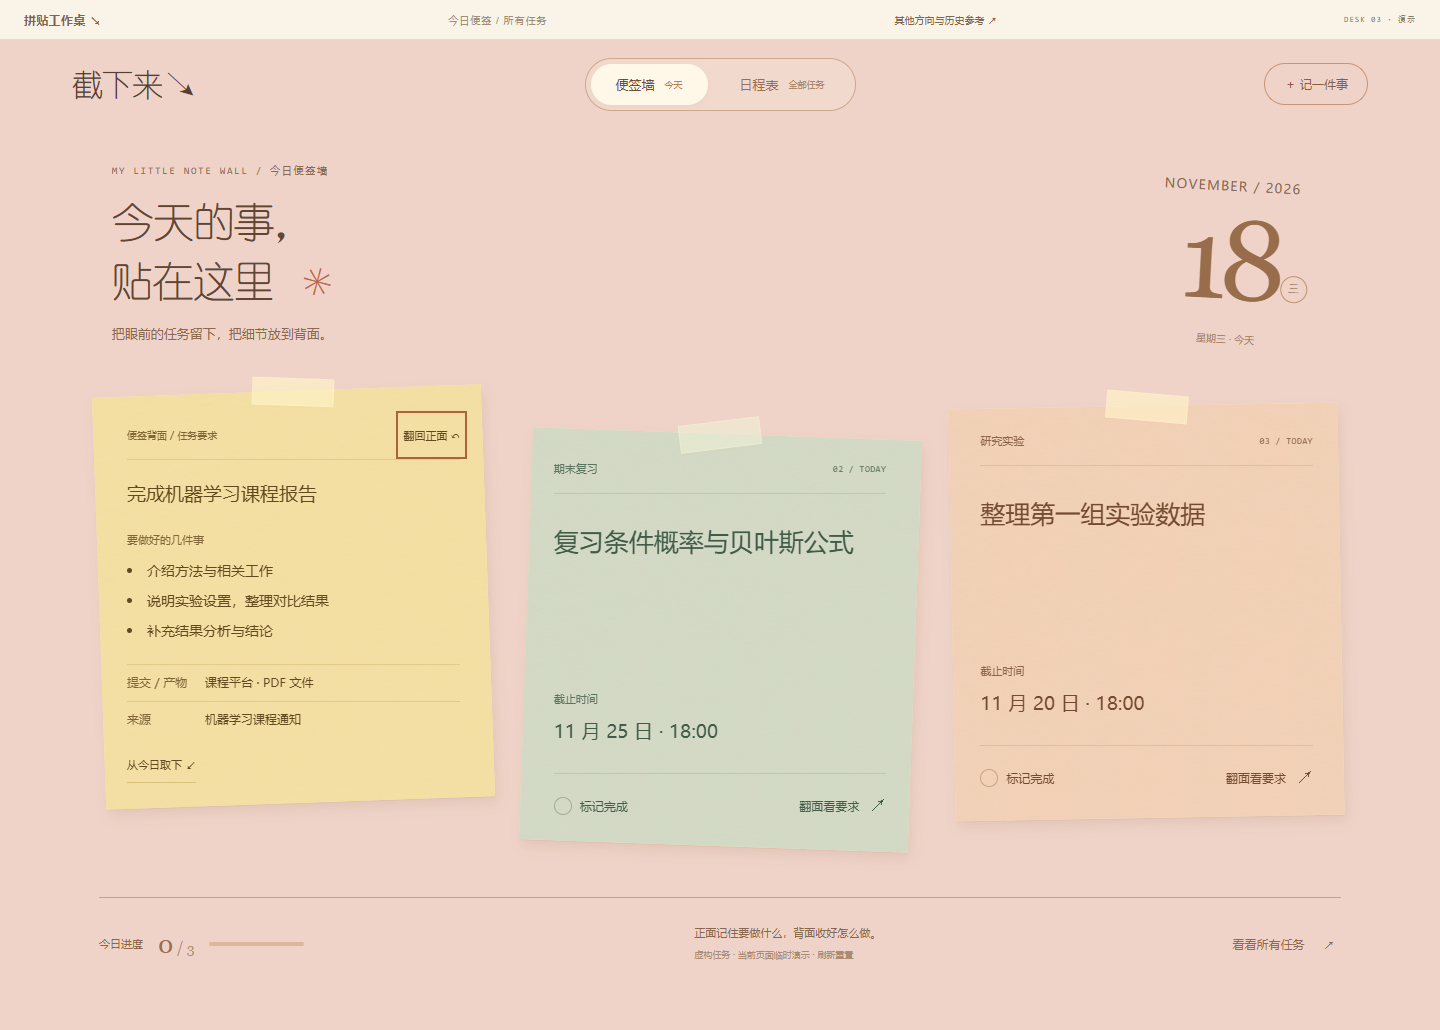 拼贴工作桌 ↘
今日便签 / 所有任务
其他方向与历史参考 ↗
DESK 03 · 演示
截下来↘
便签墙 今天
日程表 全部任务
+ 记一件事
MY LITTLE NOTE WALL / 今日便签墙
今天的事，
贴在这里
把眼前的任务留下，把细节放到背面。
NOVEMBER / 2026
18
三
星期三 · 今天
便签背面 / 任务要求
翻回正面 ↶
完成机器学习课程报告
要做好的几件事
• 介绍方法与相关工作
• 说明实验设置，整理对比结果
• 补充结果分析与结论
提交 / 产物 课程平台 · PDF 文件
来源 机器学习课程通知
从今日取下 ↙
期末复习
02 / TODAY
复习条件概率与贝叶斯公式
截止时间
11 月 25 日 · 18:00
标记完成
翻面看要求 ↗
研究实验
03 / TODAY
整理第一组实验数据
截止时间
11 月 20 日 · 18:00
标记完成
翻面看要求 ↗
今日进度 0 / 3
正面记住要做什么，背面收好怎么做。
虚构任务 · 当前页面临时演示 · 刷新重置
看看所有任务 ↗